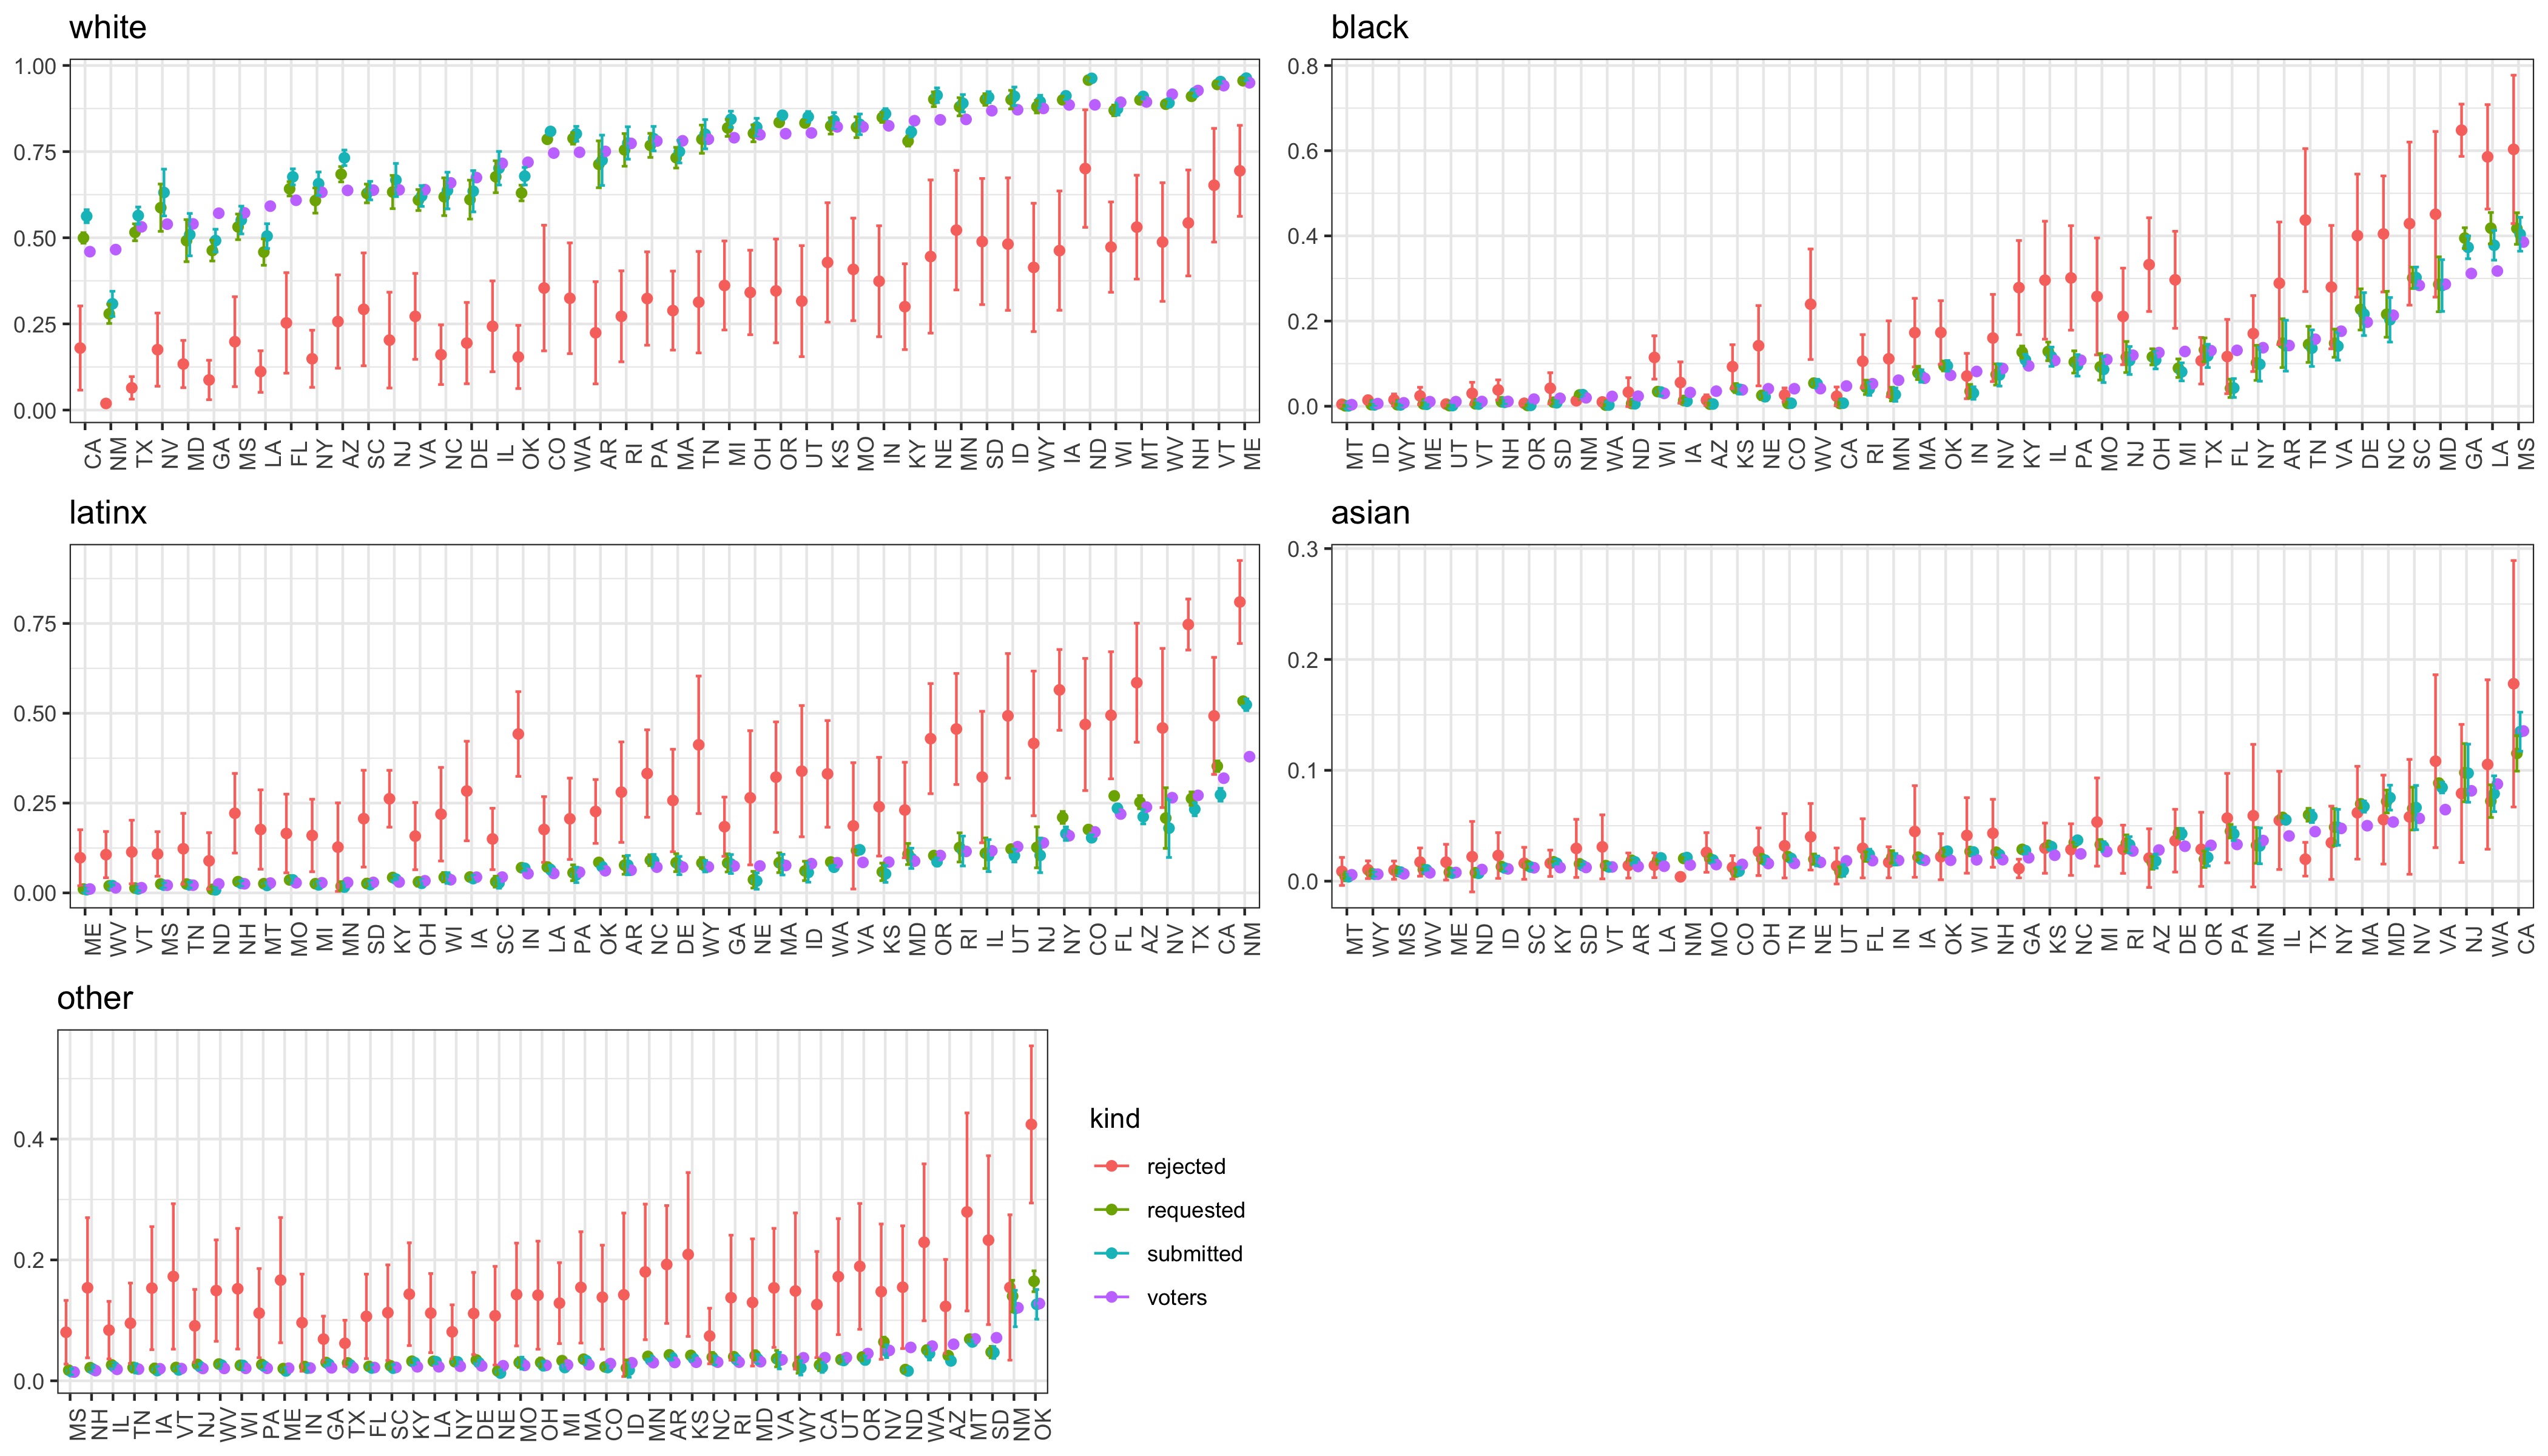 white
1.00
0.75
0.50
0.25
0.00
CA NM TX NV MD GA MS LA FL NY AZ SC NJ VA NC DE IL OK CO WA AR RI PA MA TN MI OH OR UT KS MO IN KY NE MN SD ID WY IA ND WI MT WV NH VT ME
black
0.8
0.6
0.4
0.2
0.0
MT ID WY ME UT VT NH OR SD NM WA ND WI IA AZ KS NE CO WV CA RI MN MA OK IN NV KY IL PA MO NJ OH MI TX FL NY AR TN VA DE NC SC MD GA LA MS
latinx
0.75
0.50
0.25
0.00
ME WV VT MS TN ND NH MT MO MI MN SD KY OH WI IA SC IN LA PA OK AR NC DE WY GA NE MA ID WA VA KS MD OR RI IL UT NJ NY CO FL AZ NV TX CA NM
asian
0.3
0.2
0.1
0.0
MT WY MS WV ME ND ID SC KY SD VT AR LA NM MO CO OH TN NE UT FL IN IA OK WI NH GA KS NC MI RI AZ DE OR PA MN IL TX NY MA MD NV VA NJ WA CA
other
0.4
0.2
0.0
MS NH IL TN IA VT NJ WV WI PA ME IN GA TX FL SC KY LA NY DE NE MO OH MI MA CO ID MN AR KS NC RI MD VA WY CA UT OR NV ND WA AZ MT SD NM OK
kind
rejected
requested
submitted
voters